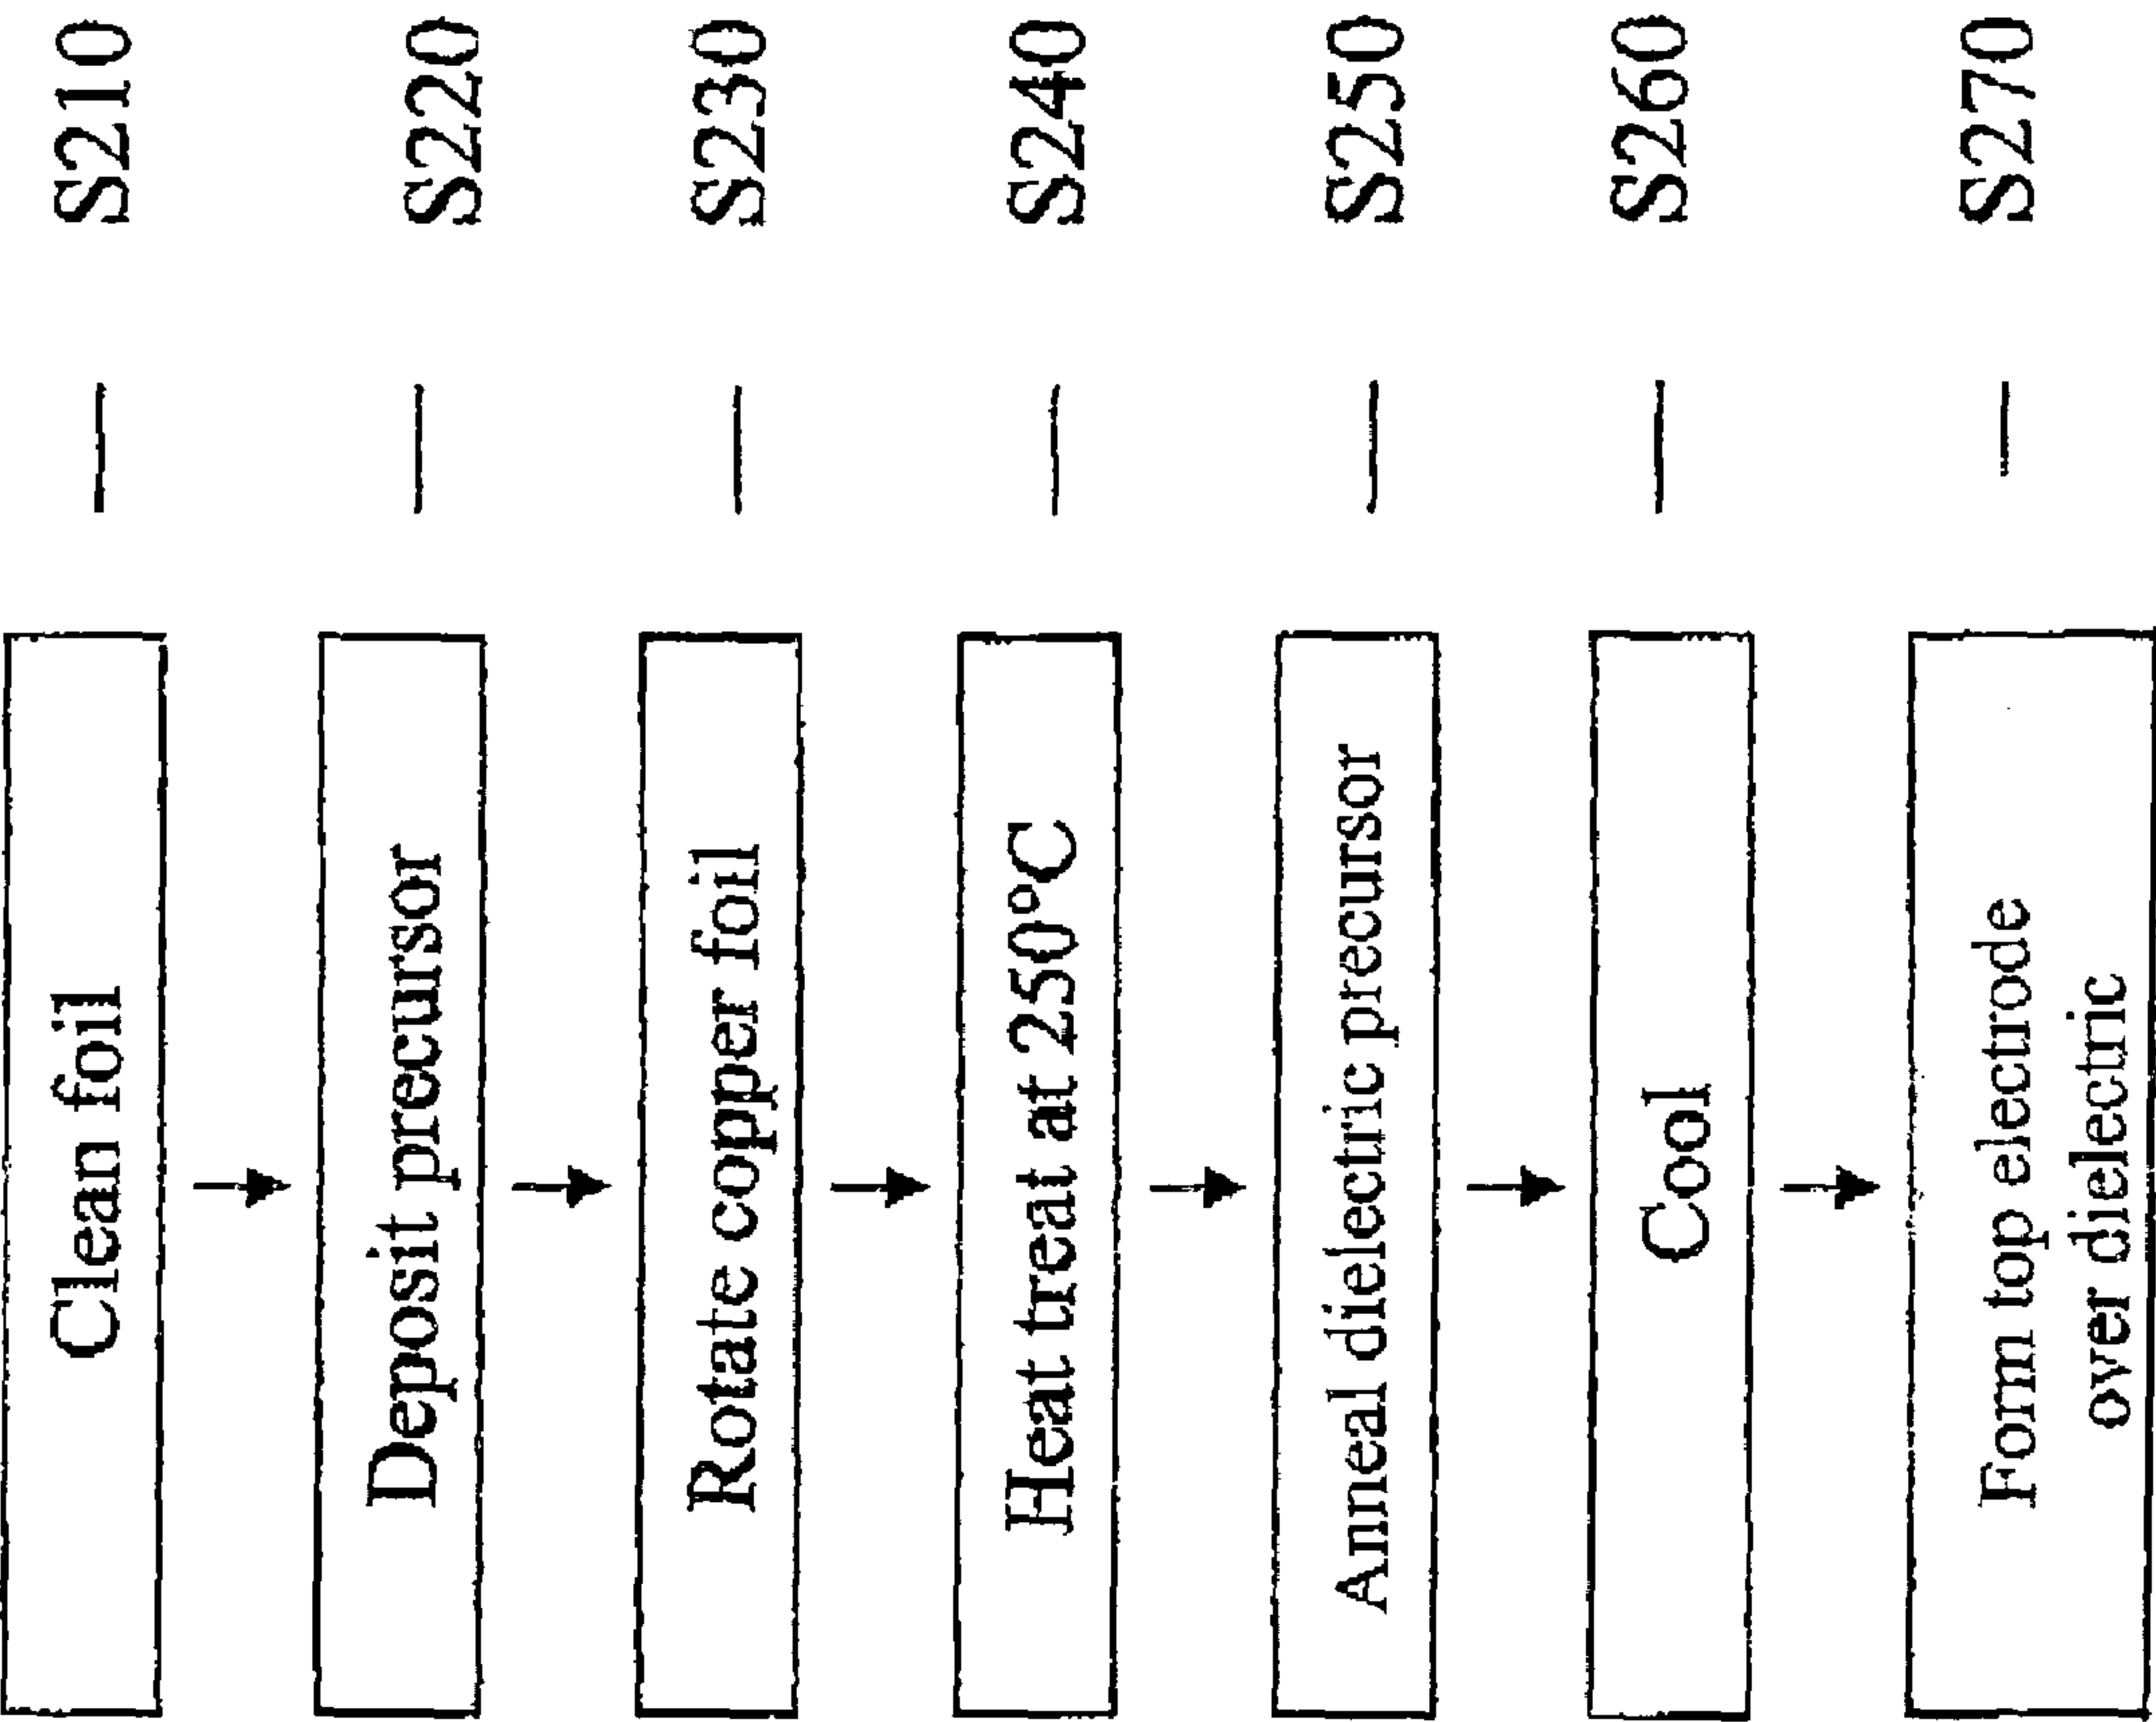 Clean foil
S210
Deposit precursor
S220
Rotate copper foil
S230
Heat treat at 250°C
S240
Anneal dielectric precursor
S250
Cool
S260
Form top electrode
over dielectric
S270